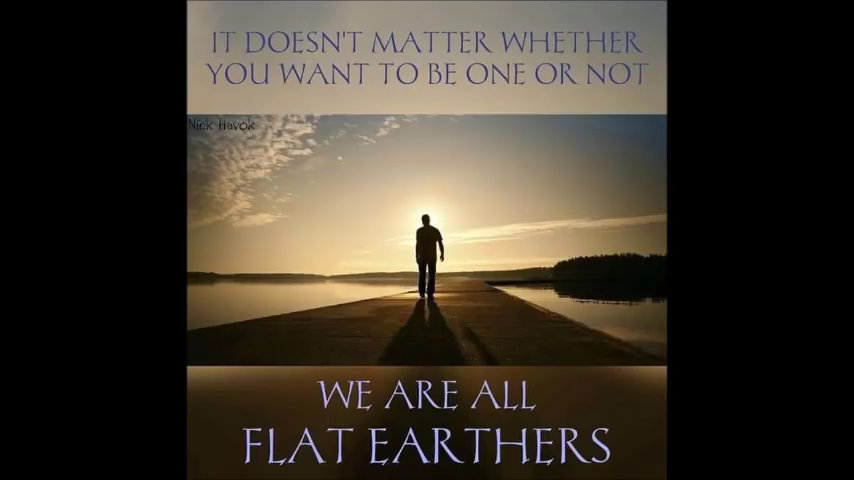 IT DOESN'T MATTER WHETHER
YOU WANT TO BE ONE OR NOT
Nick Havok
WE ARE ALL
FLAT EARTHERS